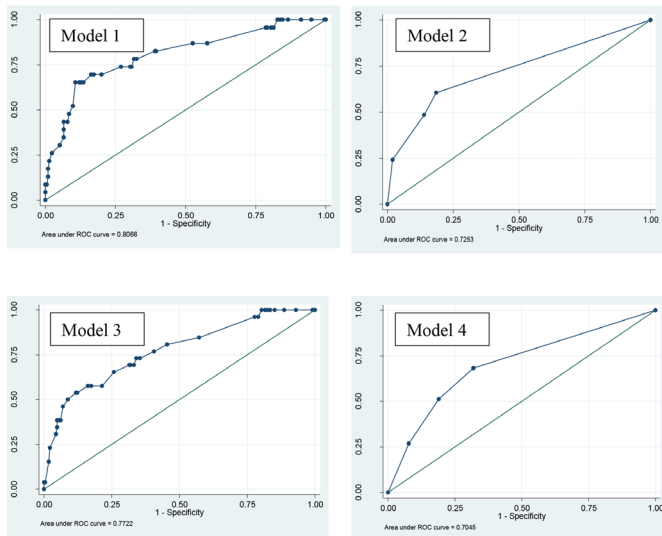 Model 1
1.00
0.75
0.50
0.25
0.00
0.00 0.25 0.50 0.75 1.00
1 - Specificity
Area under ROC curve = 0.8066
Model 2
1.00
0.75
0.50
0.25
0.00
0.00 0.25 0.50 0.75 1.00
1 - Specificity
Area under ROC curve = 0.7253
Model 3
1.00
0.75
0.50
0.25
0.00
0.00 0.25 0.50 0.75 1.00
1 - Specificity
Area under ROC curve = 0.7722
Model 4
1.00
0.75
0.50
0.25
0.00
0.00 0.25 0.50 0.75 1.00
1 - Specificity
Area under ROC curve = 0.7045